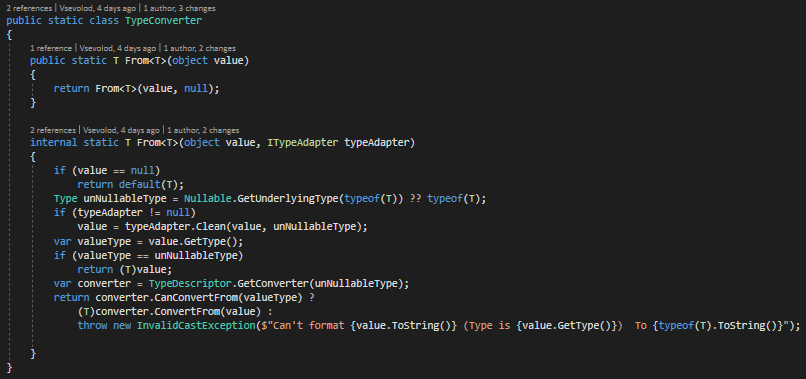 2 references | Vsevolod, 4 days ago | 1 author, 3 changes
public static class TypeConverter
{
1 reference | Vsevolod, 4 days ago | 1 author, 2 changes
public static T From<T>(object value)
{
return From<T>(value, null);
}
2 references | Vsevolod, 4 days ago | 1 author, 2 changes
internal static T From<T>(object value, ITypeAdapter typeAdapter)
{
if (value == null)
return default(T);
Type unNullableType = Nullable.GetUnderlyingType(typeof(T)) ?? typeof(T);
if (typeAdapter != null)
value = typeAdapter.Clean(value, unNullableType);
var valueType = value.GetType();
if (valueType == unNullableType)
return (T)value;
var converter = TypeDescriptor.GetConverter(unNullableType);
return converter.CanConvertFrom(valueType) ?
(T)converter.ConvertFrom(value) :
throw new InvalidCastException($"Can't format {value.ToString()} (Type is {value.GetType()})  To {typeof(T).ToString()}");
}
}